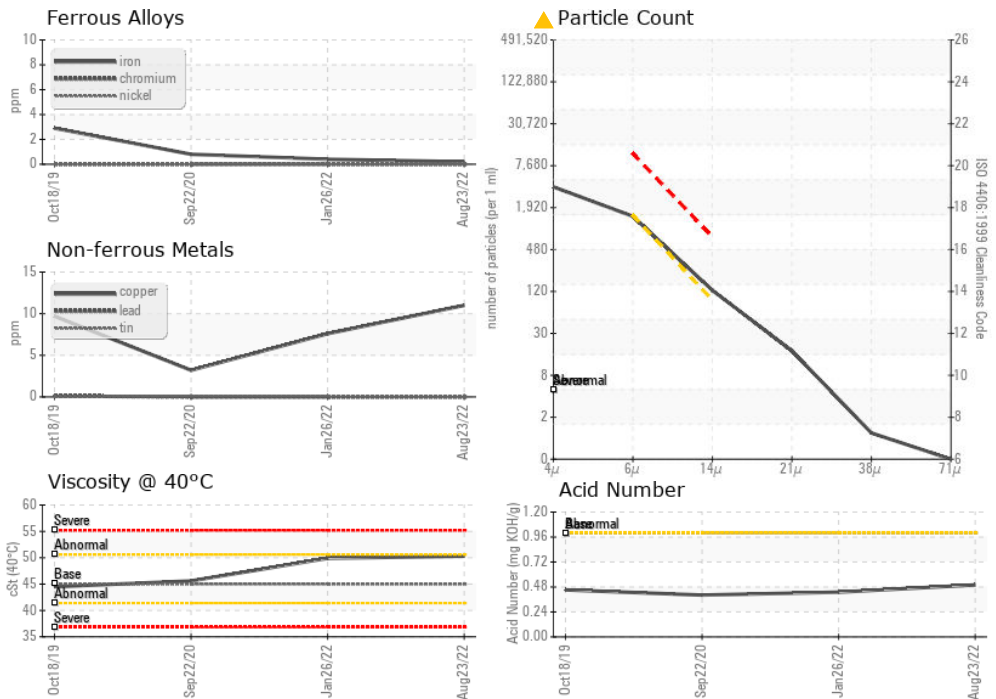 Ferrous Alloys
10
8
6
4
2
0
ppm
iron
chromium
nickel
Oct18/19
Sep22/20
Jan26/22
Aug23/22
Non-ferrous Metals
15
10
5
0
ppm
copper
lead
tin
Oct18/19
Sep22/20
Jan26/22
Aug23/22
Viscosity @ 40°C
60
55
50
45
40
35
cSt (40°C)
Severe
Abnormal
Base
Abnormal
Severe
Oct18/19
Sep22/20
Jan26/22
Aug23/22
Particle Count
491,520
122,880
30,720
7,680
1,920
480
120
30
8
2
0
number of particles (per 1 ml)
26
24
22
20
18
16
14
12
10
8
6
ISO 4406:1999 Cleanliness Code
Abnormal
4µ
6µ
14µ
21µ
38µ
71µ
Acid Number
1.20
0.96
0.72
0.48
0.24
0.00
Acid Number (mg KOH/g)
Abnormal
Oct18/19
Sep22/20
Jan26/22
Aug23/22